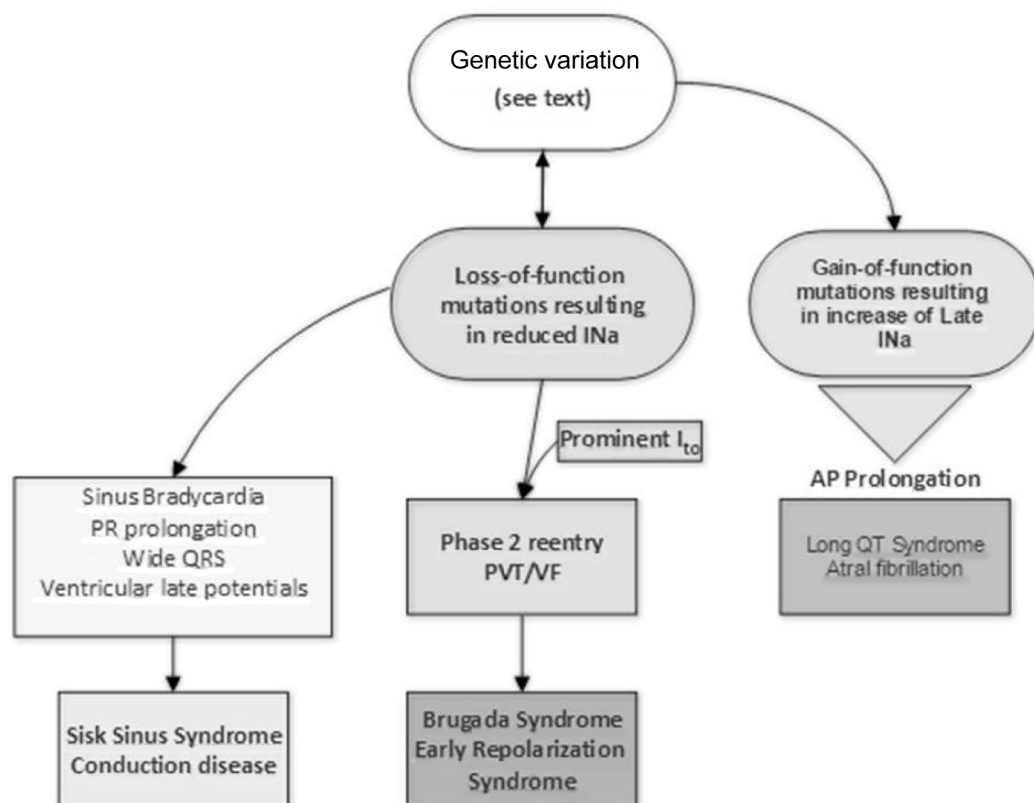 Genetic variation
(see text)
Loss-of-function
mutations resulting
in reduced INa
Gain-of-function
mutations resulting
in increase of Late
INa
Prominent Ito
AP Prolongation
Sinus Bradycardia
PR prolongation
Wide QRS
Ventricular late potentials
Phase 2 reentry
PVT/VF
Long QT Syndrome
Atral fibrillation
Sisk Sinus Syndrome
Conduction disease
Brugada Syndrome
Early Repolarization
Syndrome